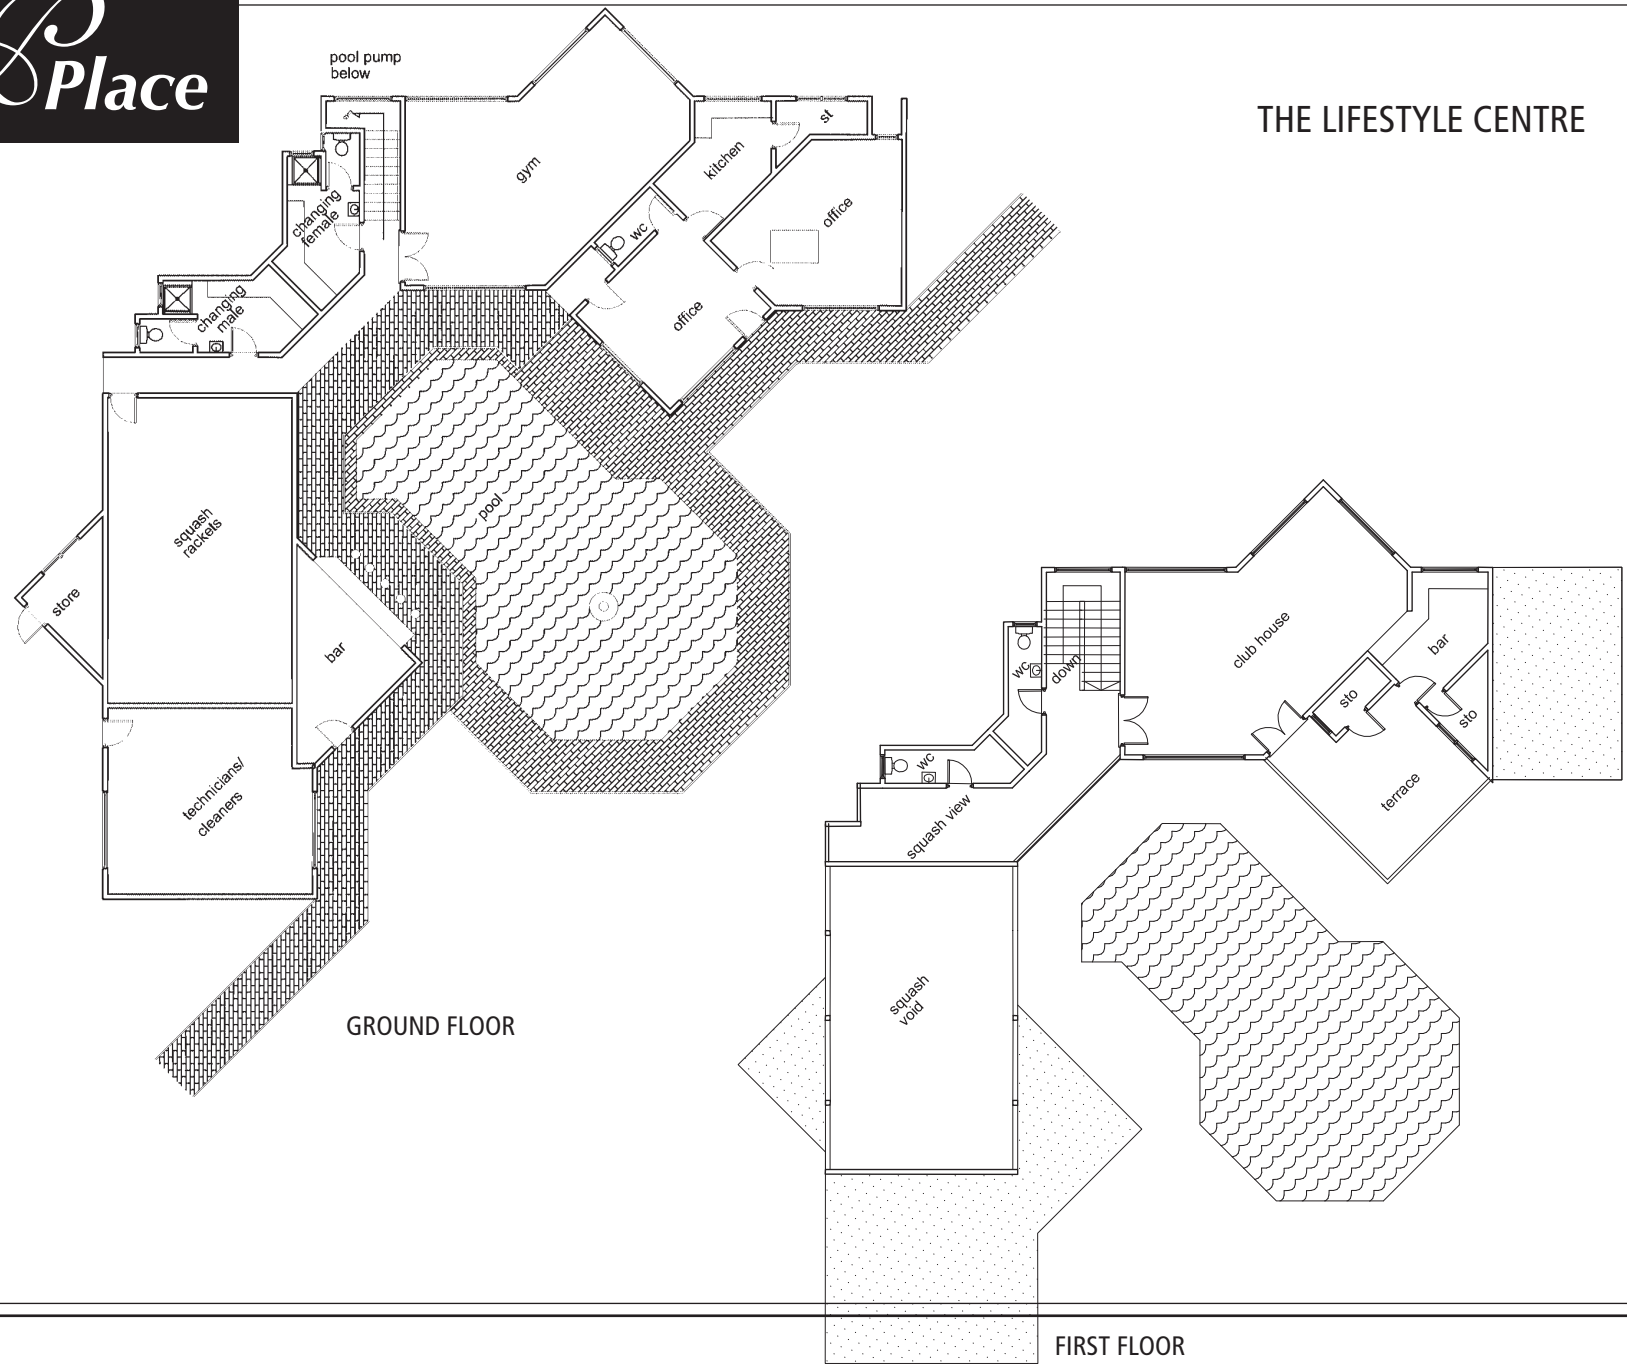 Place
THE LIFESTYLE CENTRE
pool pump
below
gym
st
kitchen
office
wc
office
changing
female
changing
male
squash
rackets
store
pool
bar
technicians/
cleaners
GROUND FLOOR
club house
bar
sto
sto
terrace
wc
down
wc
squash view
squash
void
FIRST FLOOR